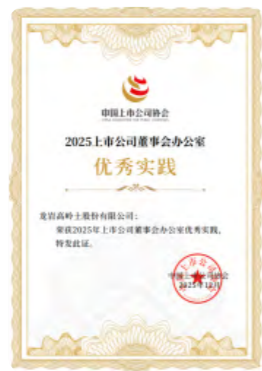 中国上市公司协会
2025上市公司董事会办公室
优秀实践
龙岩高岭土股份有限公司：
荣获2025年上市公司董事会办公室优秀实践，
特发此证。
中国上市公司协会
2025年12月